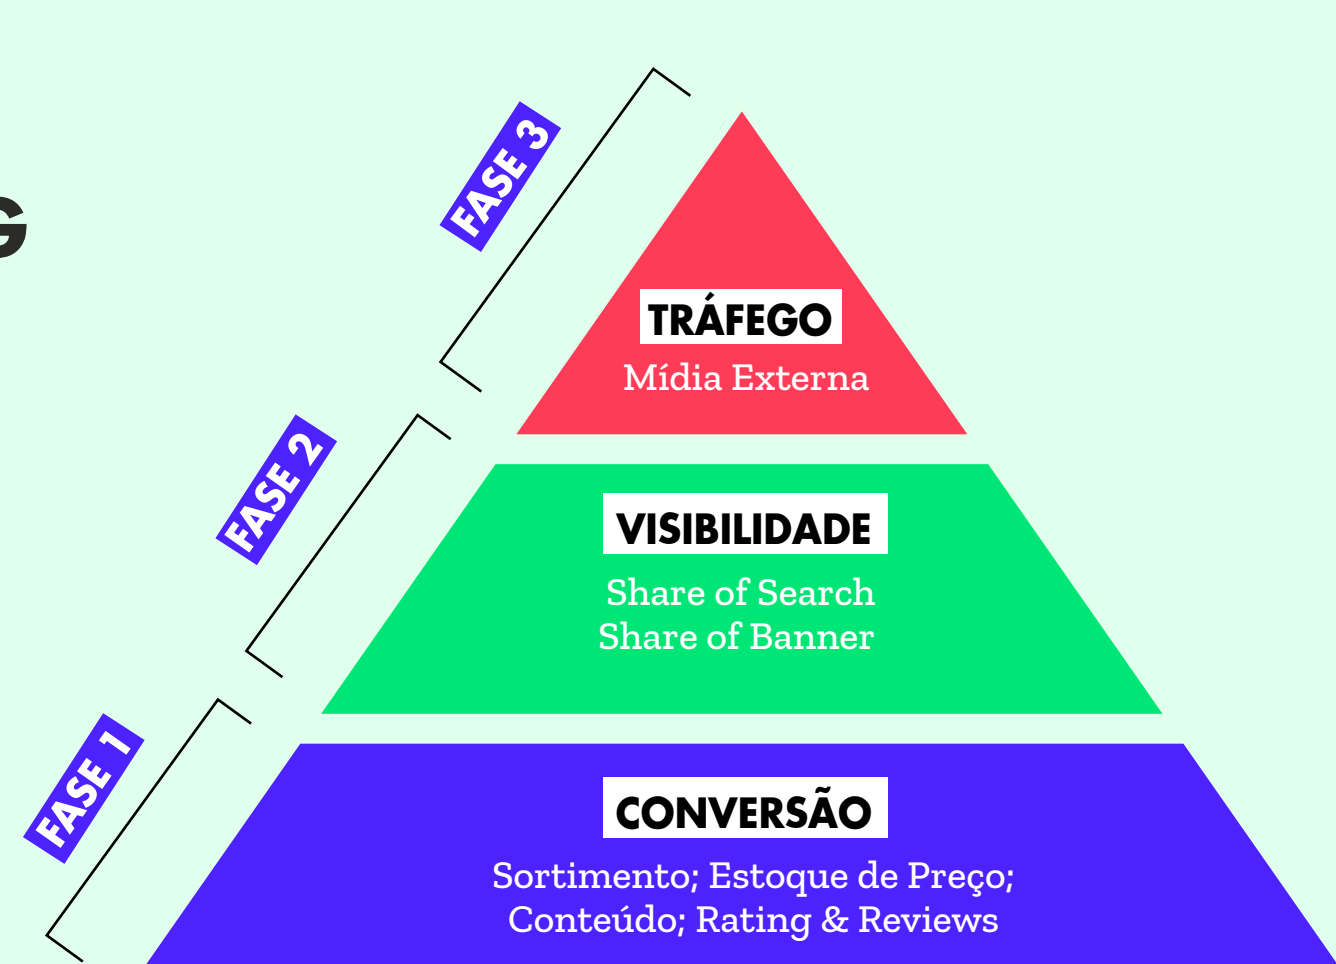 FASE 3
G
TRÁFEGO
Mídia Externa
FASE 2
VISIBILIDADE
Share of Search
Share of Banner
FASE 1
CONVERSÃO
Sortimento; Estoque de Preço;
Conteúdo; Rating & Reviews